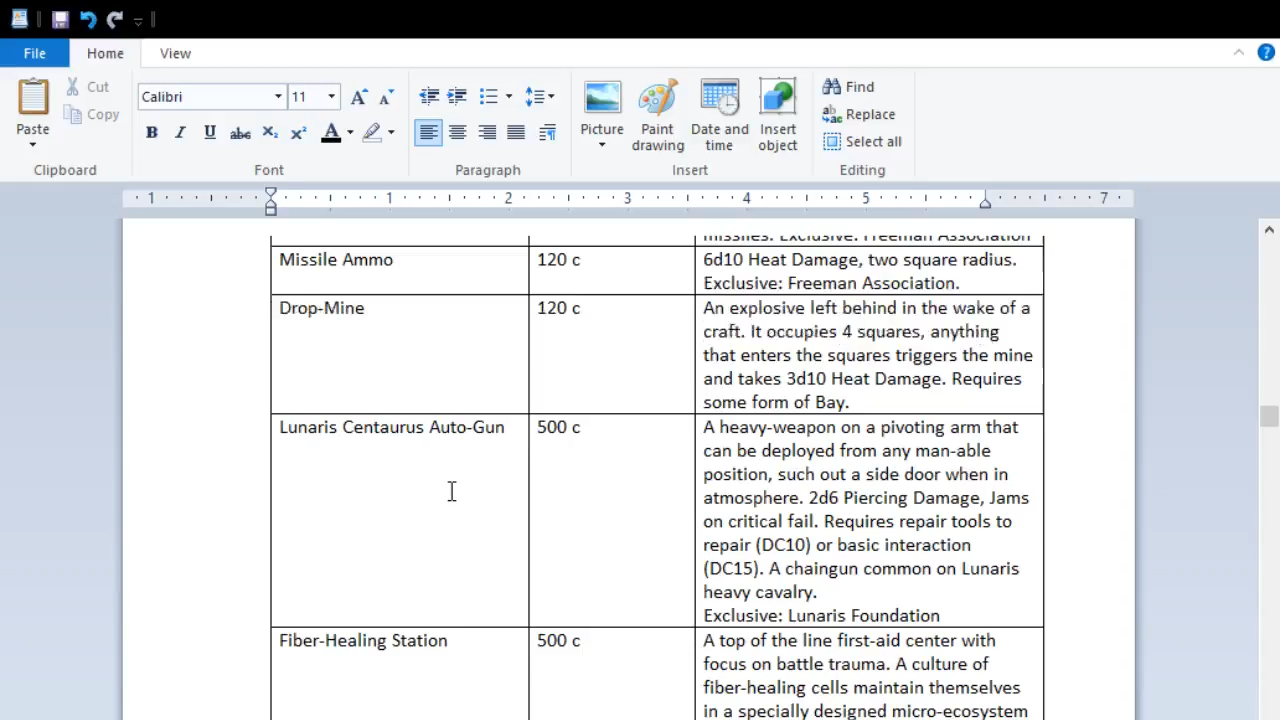 File Home View
Paste
Cut
Copy
Calibri 11
B I U abc X₂ X² A
Picture
Paint drawing
Date and time
Insert object
Find
Replace
Select all
Clipboard Font Paragraph Insert Editing
1 1 2 3 4 5 7
missiles. Exclusive: Freeman Association
Missile Ammo 120 c 6d10 Heat Damage, two square radius.
Exclusive: Freeman Association.
Drop-Mine 120 c An explosive left behind in the wake of a
craft. It occupies 4 squares, anything
that enters the squares triggers the mine
and takes 3d10 Heat Damage. Requires
some form of Bay.
Lunaris Centaurus Auto-Gun 500 c A heavy-weapon on a pivoting arm that
can be deployed from any man-able
position, such out a side door when in
atmosphere. 2d6 Piercing Damage, Jams
on critical fail. Requires repair tools to
repair (DC10) or basic interaction
(DC15). A chaingun common on Lunaris
heavy cavalry.
Exclusive: Lunaris Foundation
Fiber-Healing Station 500 c A top of the line first-aid center with
focus on battle trauma. A culture of
fiber-healing cells maintain themselves
in a specially designed micro-ecosystem